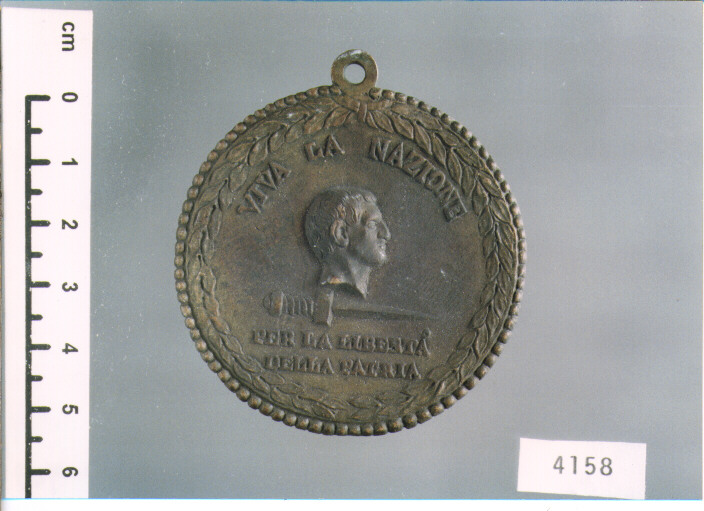 cm
0
1
2
3
4
5
6
VIVA LA NAZIONE
PER LA LIBERTÀ
DELLA PATRIA
4158